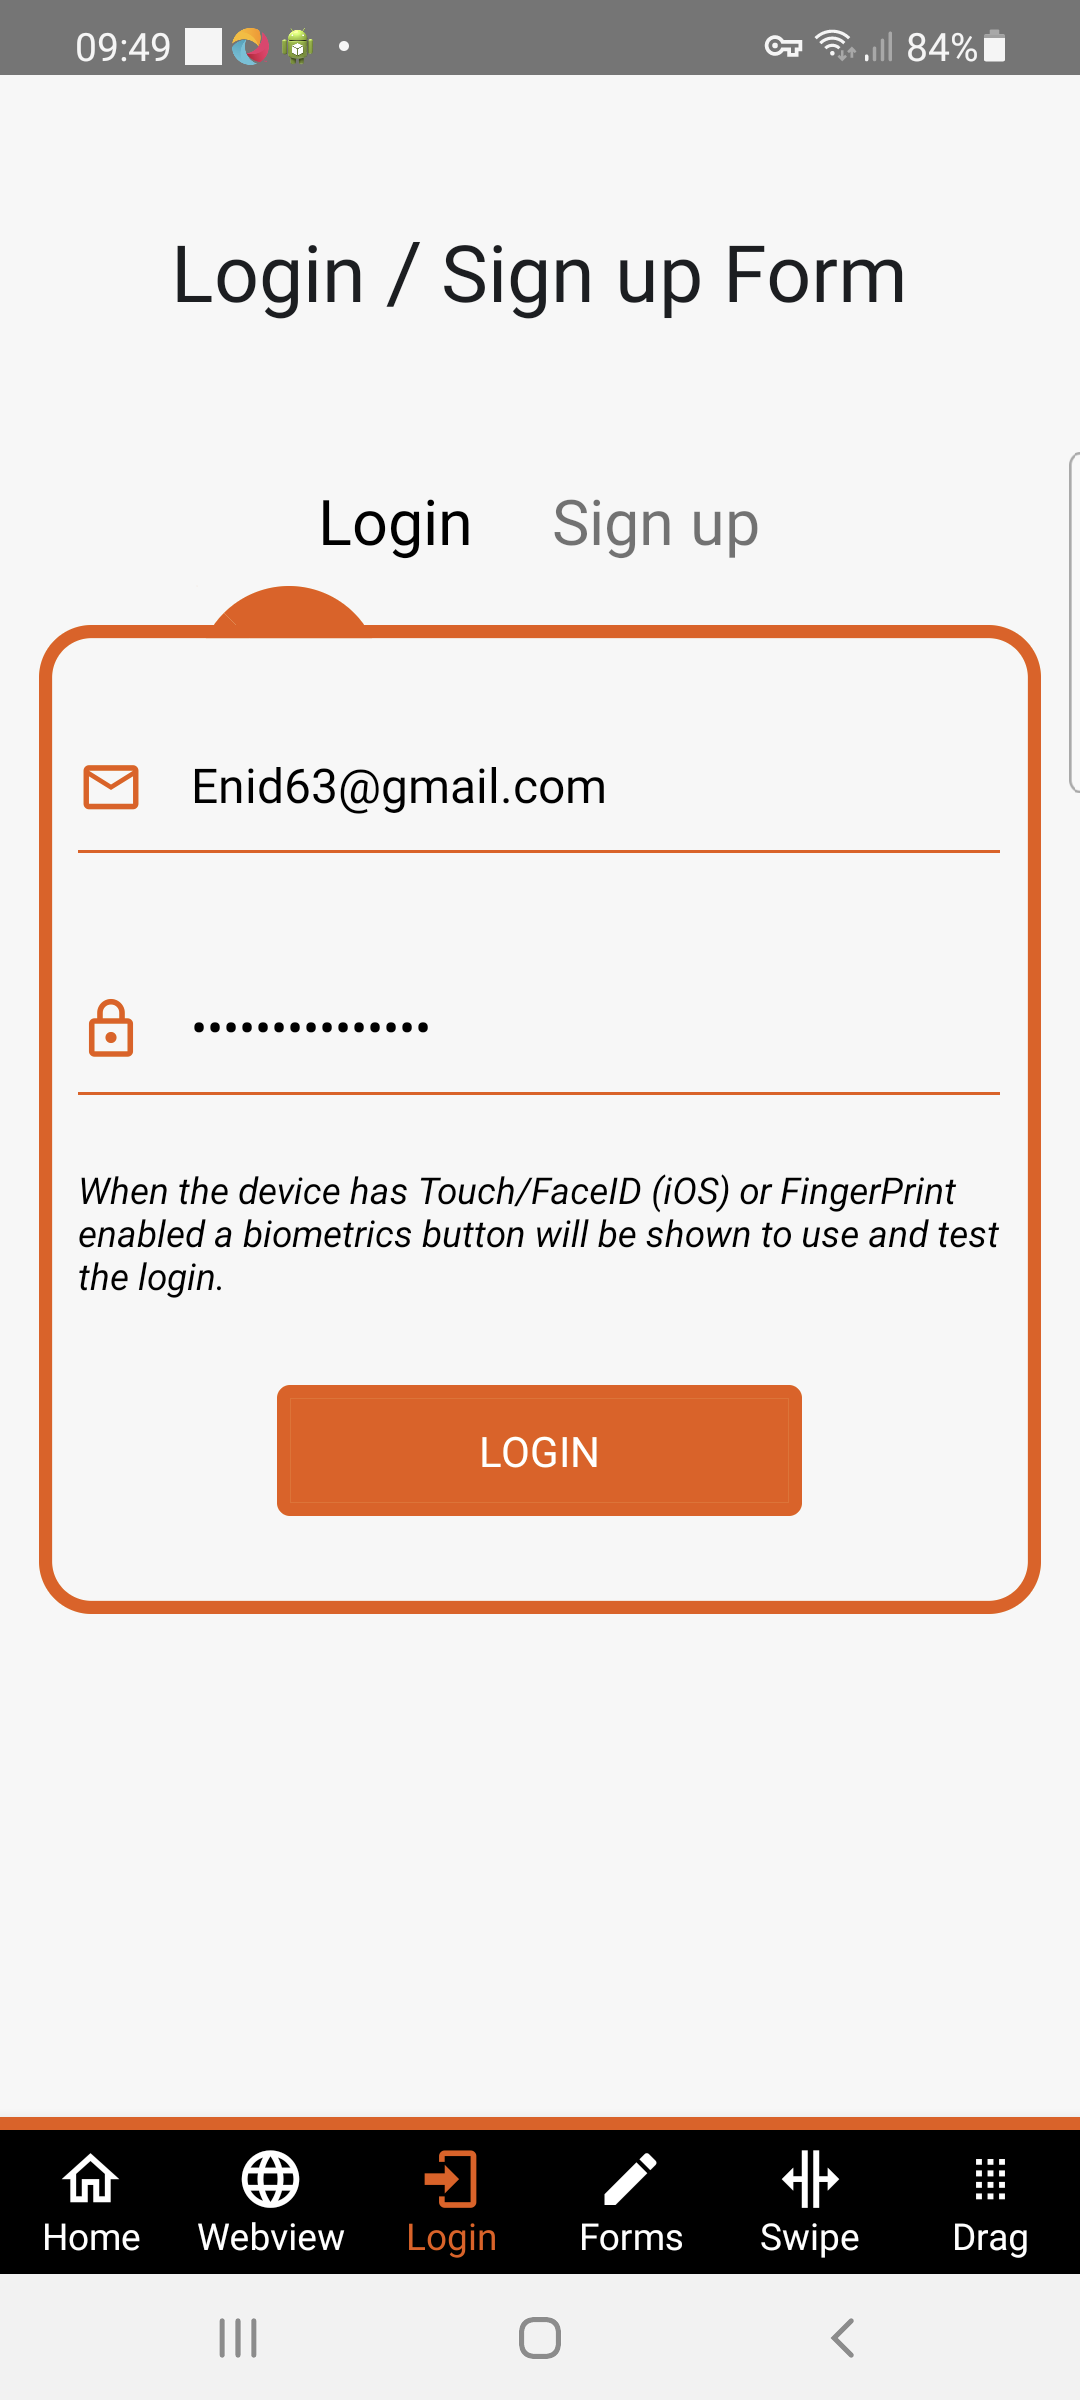 09:49
84%
Login / Sign up Form
Login Sign up
Enid63@gmail.com
•••••••••••••••
When the device has Touch/FaceID (iOS) or FingerPrint
enabled a biometrics button will be shown to use and test
the login.
LOGIN
Home Webview Login Forms Swipe Drag